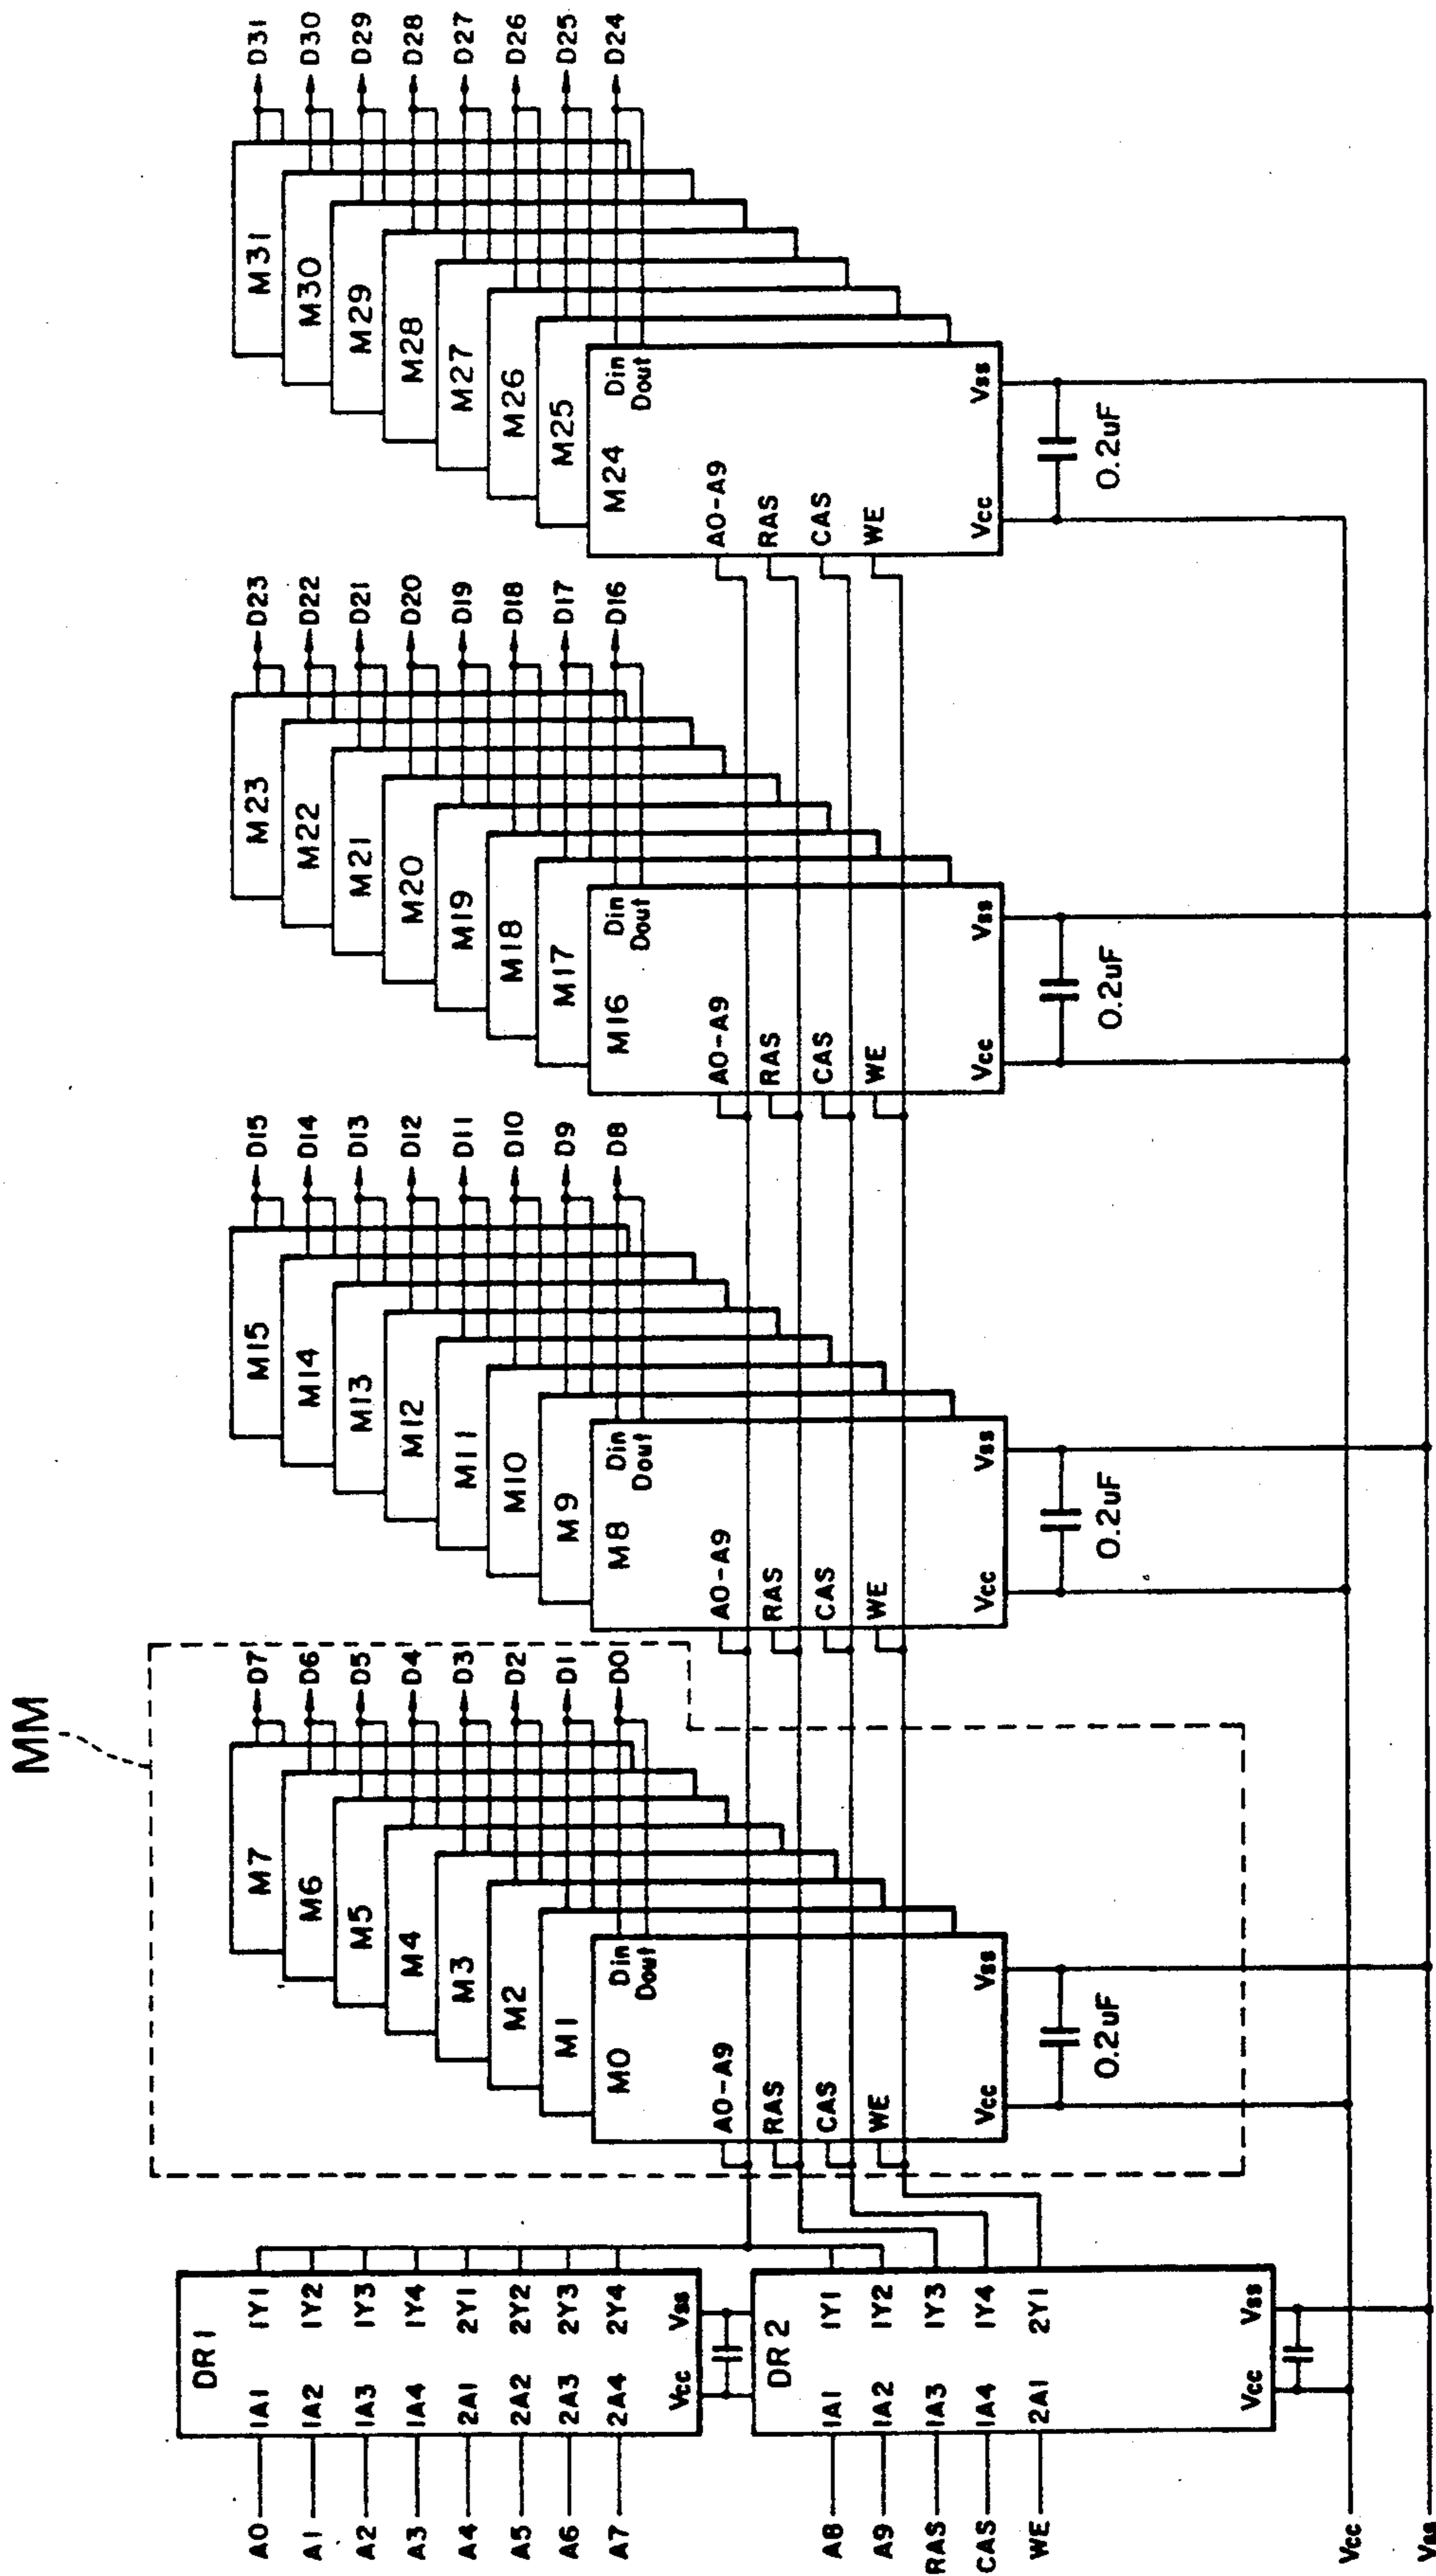 MM
A0
A1
A2
A3
A4
A5
A6
A7
A8
A9
RAS
CAS
WE
Vcc
Vss
DR1
1A1 1Y1
1A2 1Y2
1A3 1Y3
1A4 1Y4
2A1 2Y1
2A2 2Y2
2A3 2Y3
2A4 2Y4
Vcc Vss
DR2
1A1 1Y1
1A2 1Y2
1A3 1Y3
1A4 1Y4
2A1 2Y1
Vcc Vss
M7 D7
M6 D6
M5 D5
M4 D4
M3 D3
M2 D2
M1 D1
M0 Din D0
Dout
A0-A9
RAS
CAS
WE
Vcc Vss
0.2uF
M15 D15
M14 D14
M13 D13
M12 D12
M11 D11
M10 D10
M9 D9
M8 Din D8
Dout
A0-A9
RAS
CAS
WE
Vcc Vss
0.2uF
M23 D23
M22 D22
M21 D21
M20 D20
M19 D19
M18 D18
M17 D17
M16 Din D16
Dout
A0-A9
RAS
CAS
WE
Vcc Vss
0.2uF
M31 D31
M30 D30
M29 D29
M28 D28
M27 D27
M26 D26
M25 D25
M24 Din D24
Dout
A0-A9
RAS
CAS
WE
Vcc Vss
0.2uF